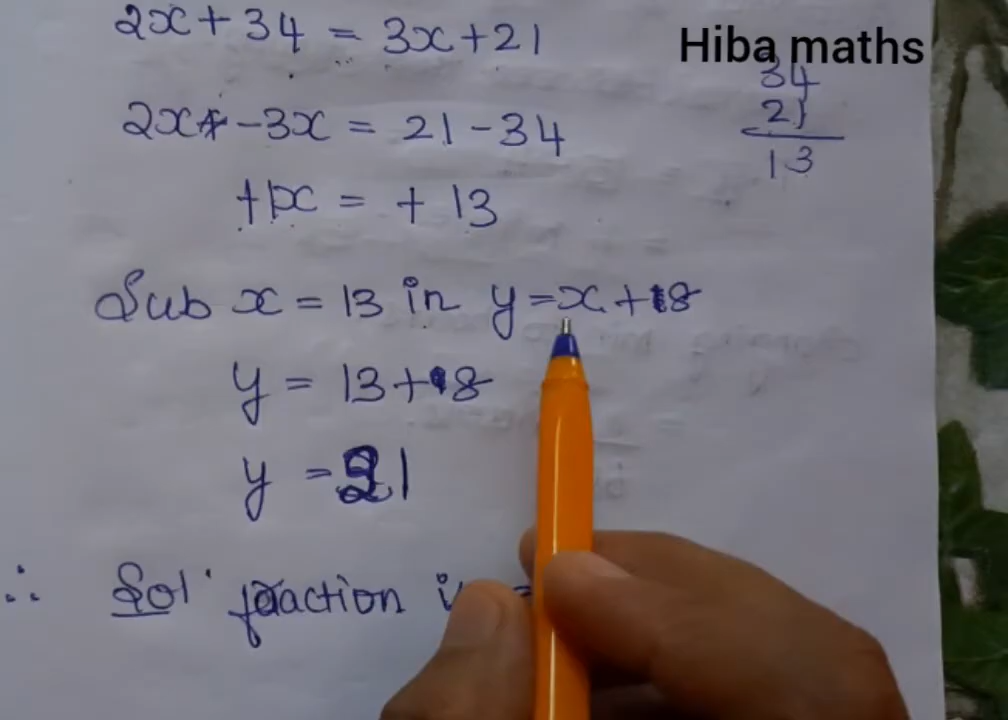 2x + 34 = 3x + 21
Hiba maths
34
21
13
2x - 3x = 21 - 34
+1x = + 13
Sub x = 13 in y = x + 8
y = 13 + 8
y = 21
∴ Sol' fraction